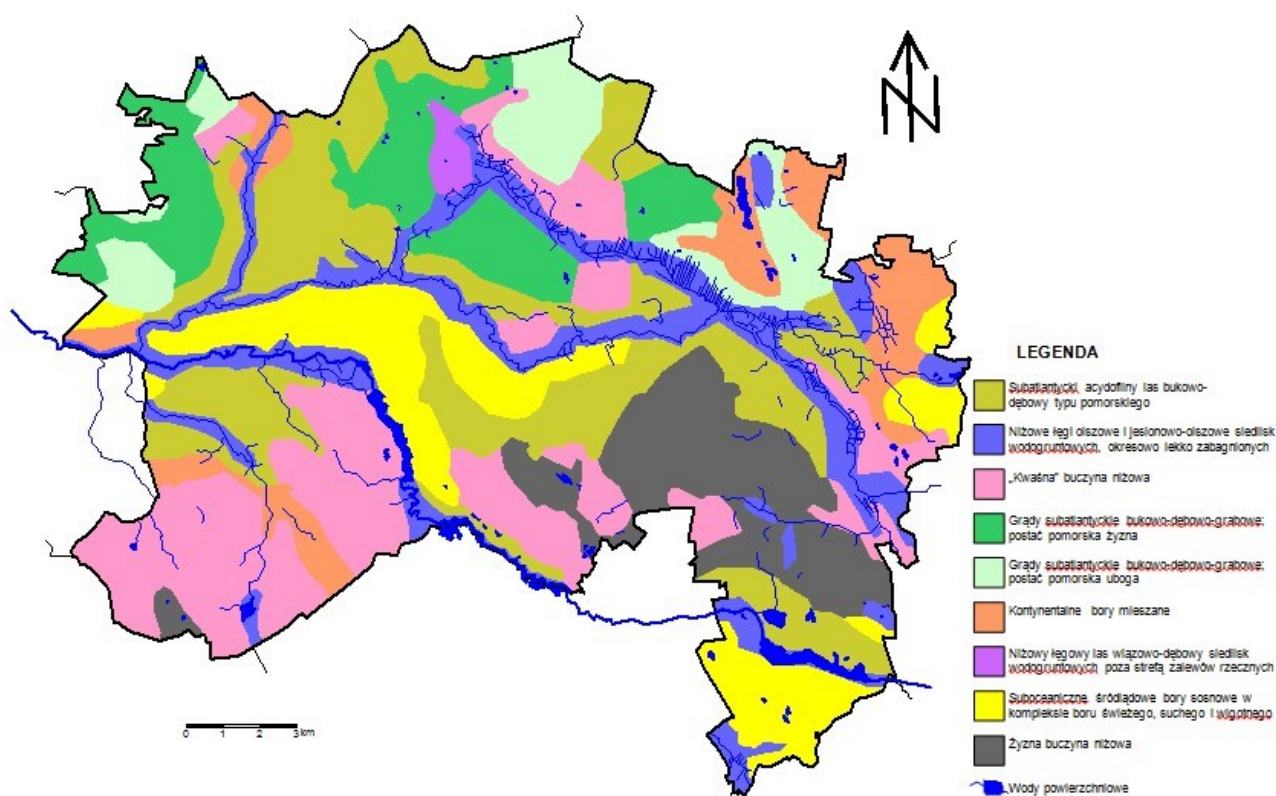 N
LEGENDA
Subatlantycki acydofilny las bukowo-
dębowy typu pomorskiego
Niżowe łęgi olszowe i jesionowo-olszowe siedlisk
wodogruntowych, okresowo lekko zabagnionych
„Kwaśna” buczyna niżowa
Grądy subatlantyckie bukowo-dębowo-grabowe;
postać pomorska żyzna
Grądy subatlantyckie bukowo-dębowo-grabowe;
postać pomorska uboga
Kontynentalne bory mieszane
Niżowy łęgowy las wiązowo-dębowy siedlisk
wodogruntowych poza strefą zalewów rzecznych
Suboceaniczne śródlądowe bory sosnowe w
kompleksie boru świeżego, suchego i wigotnego
Żyzna buczyna niżowa
Wody powierzchniowe
0 1 2 3 km